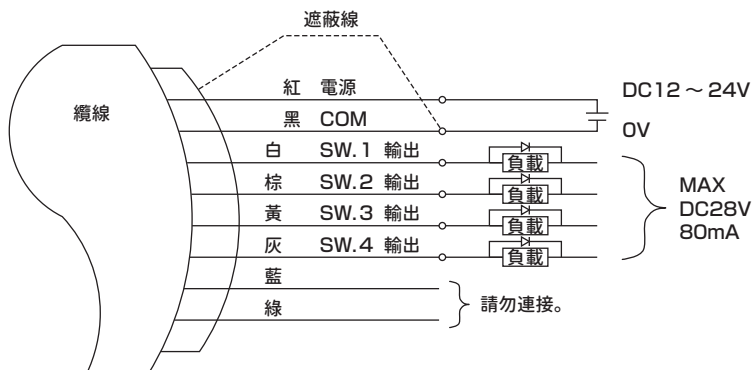 遮蔽線
纜線
紅 電源
DC12～24V
黑 COM
0V
白 SW.1 輸出
負載
棕 SW.2 輸出
負載
黃 SW.3 輸出
負載
灰 SW.4 輸出
負載
MAX
DC28V
80mA
藍
綠
請勿連接。